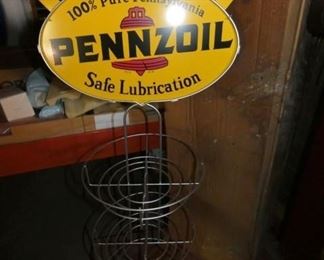 100% Pure Pennsylvania
PENNZOIL
Safe Lubrication